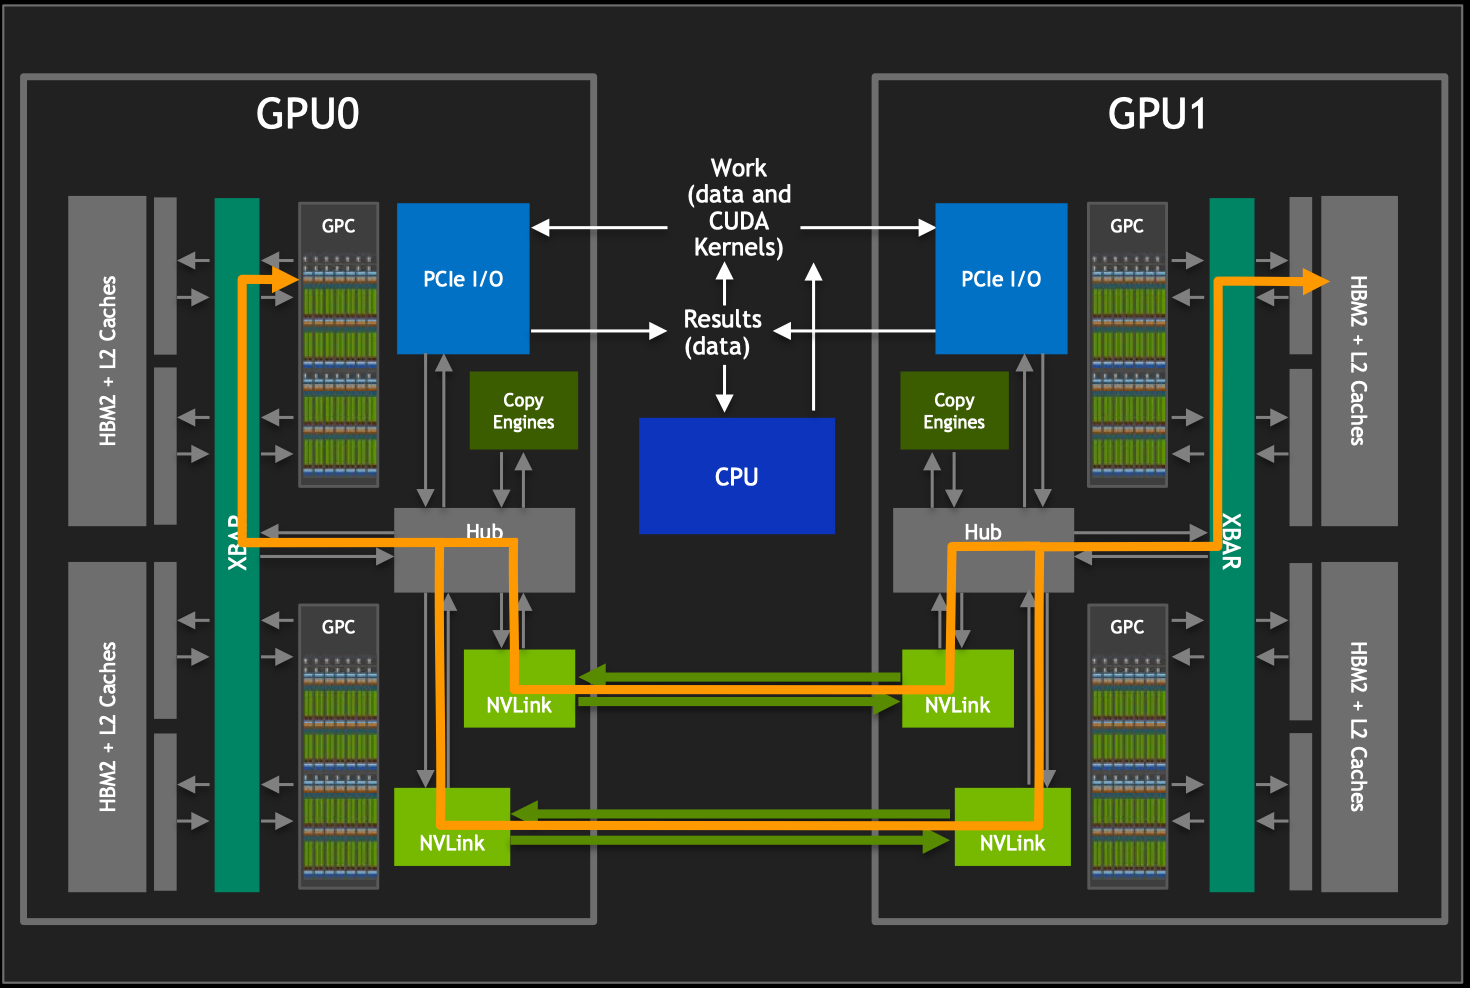 GPU0
GPU1
Work
(data and
CUDA
Kernels)
Results
(data)
CPU
HBM2 + L2 Caches
HBM2 + L2 Caches
XBAR
GPC
GPC
PCIe I/O
Copy
Engines
Hub
NVLink
NVLink
PCIe I/O
Copy
Engines
Hub
NVLink
NVLink
GPC
GPC
XBAR
HBM2 + L2 Caches
HBM2 + L2 Caches